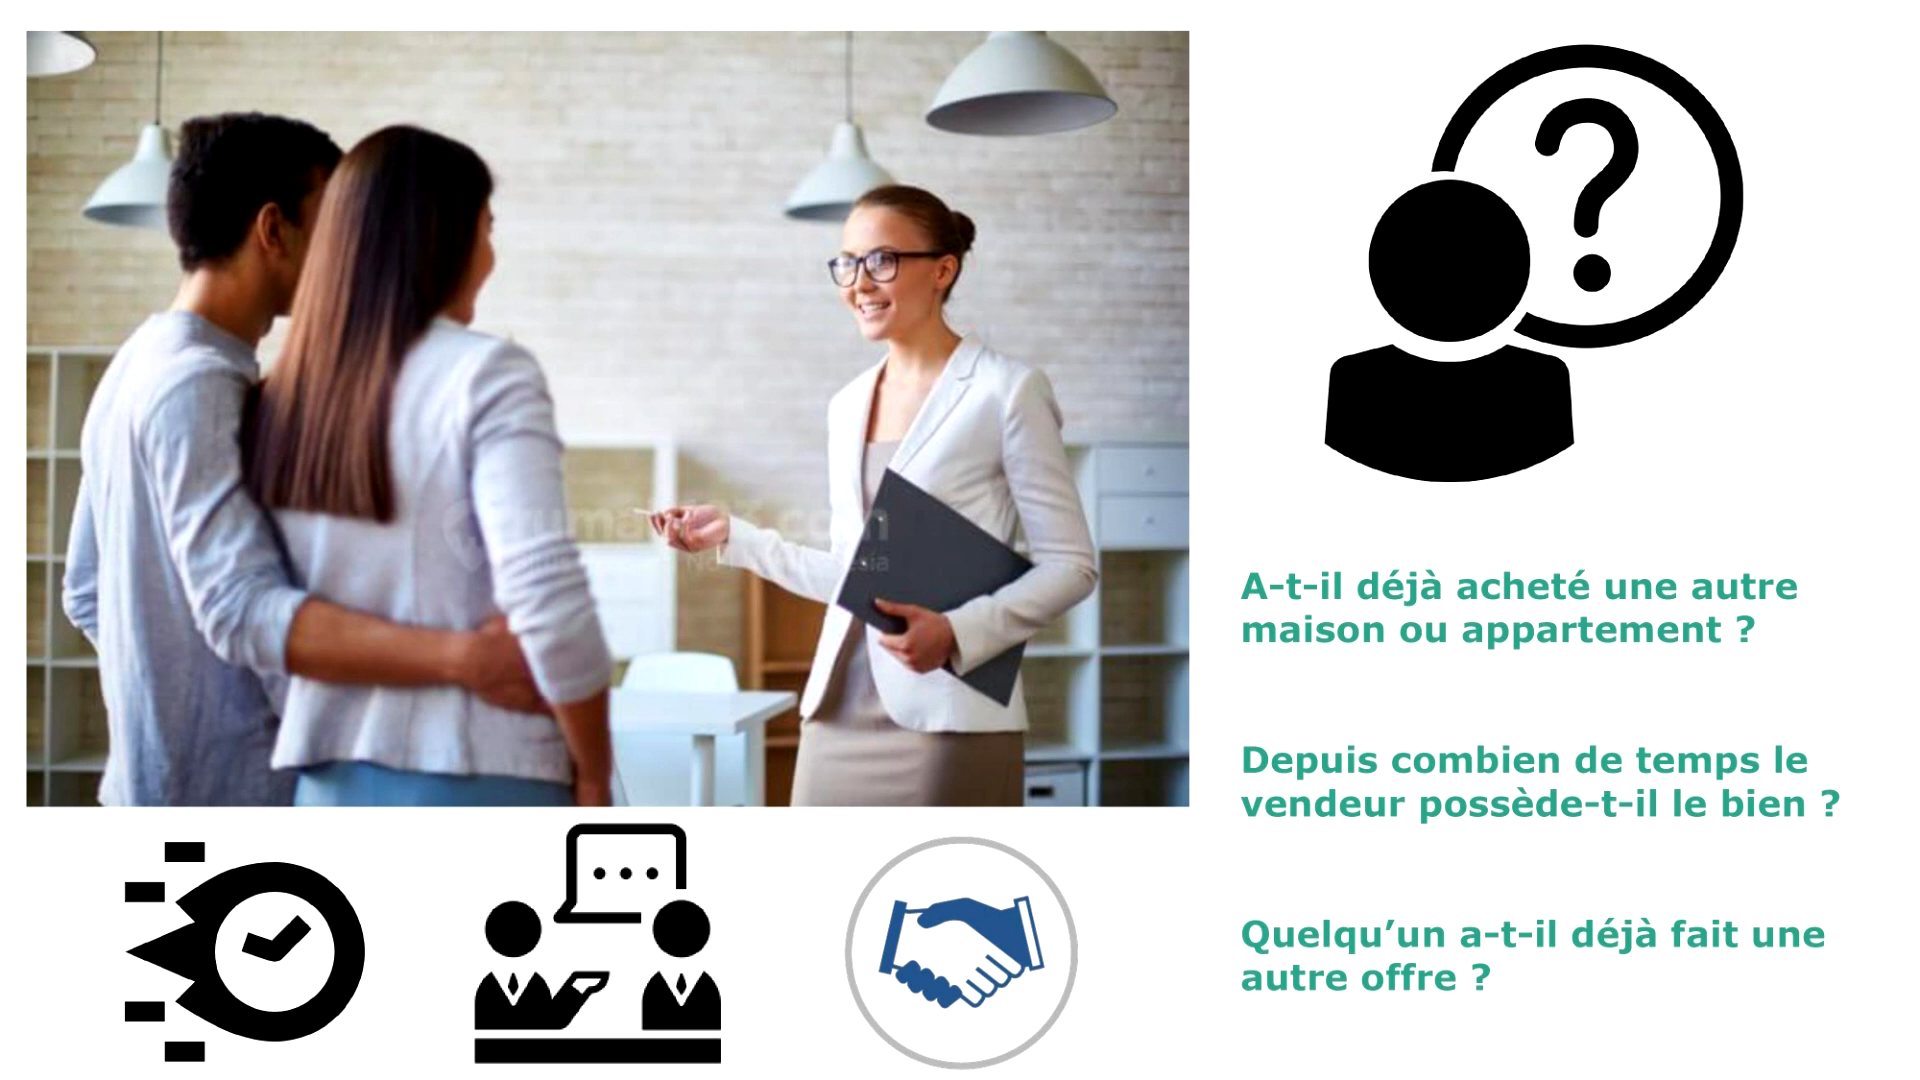 A-t-il déjà acheté une autre
maison ou appartement ?
Depuis combien de temps le
vendeur possède-t-il le bien ?
Quelqu’un a-t-il déjà fait une
autre offre ?